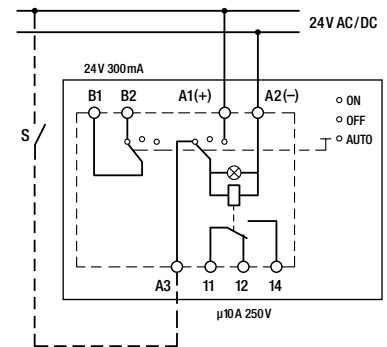 24V AC/DC
24V 300mA
B1 B2 A1(+) A2(–)
ON
OFF
AUTO
S
A3 11 12 14
µ10A 250V